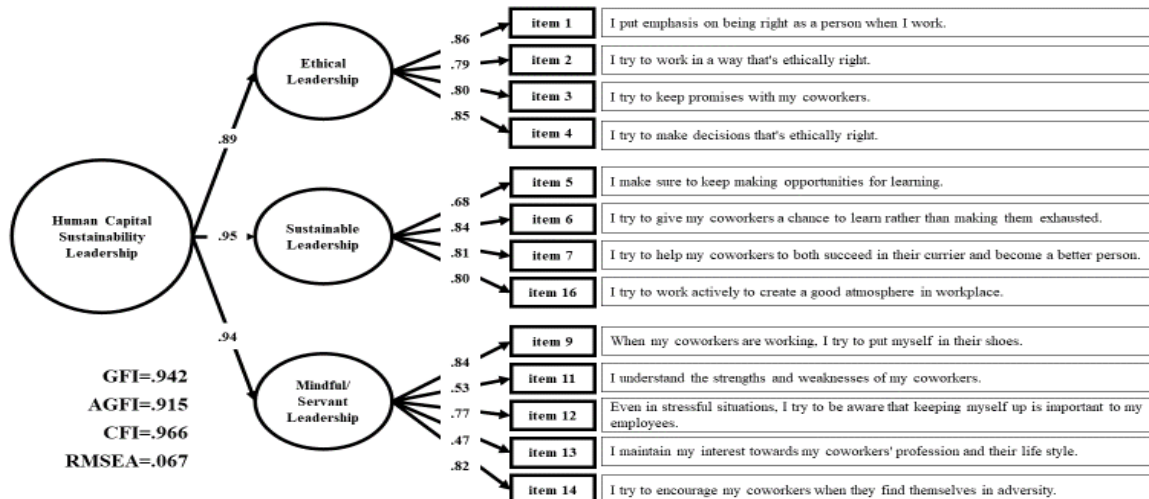 Human Capital
Sustainability
Leadership
.89
.95
.94
GFI=.942
AGFI=.915
CFI=.966
RMSEA=.067
Ethical
Leadership
.86
.79
.80
.85
item 1 I put emphasis on being right as a person when I work.
item 2 I try to work in a way that's ethically right.
item 3 I try to keep promises with my coworkers.
item 4 I try to make decisions that's ethically right.
Sustainable
Leadership
.68
.84
.81
.80
item 5 I make sure to keep making opportunities for learning.
item 6 I try to give my coworkers a chance to learn rather than making them exhausted.
item 7 I try to help my coworkers to both succeed in their currier and become a better person.
item 16 I try to work actively to create a good atmosphere in workplace.
Mindful/
Servant
Leadership
.84
.53
.77
.47
.82
item 9 When my coworkers are working, I try to put myself in their shoes.
item 11 I understand the strengths and weaknesses of my coworkers.
item 12 Even in stressful situations, I try to be aware that keeping myself up is important to my
employees.
item 13 I maintain my interest towards my coworkers' profession and their life style.
item 14 I try to encourage my coworkers when they find themselves in adversity.